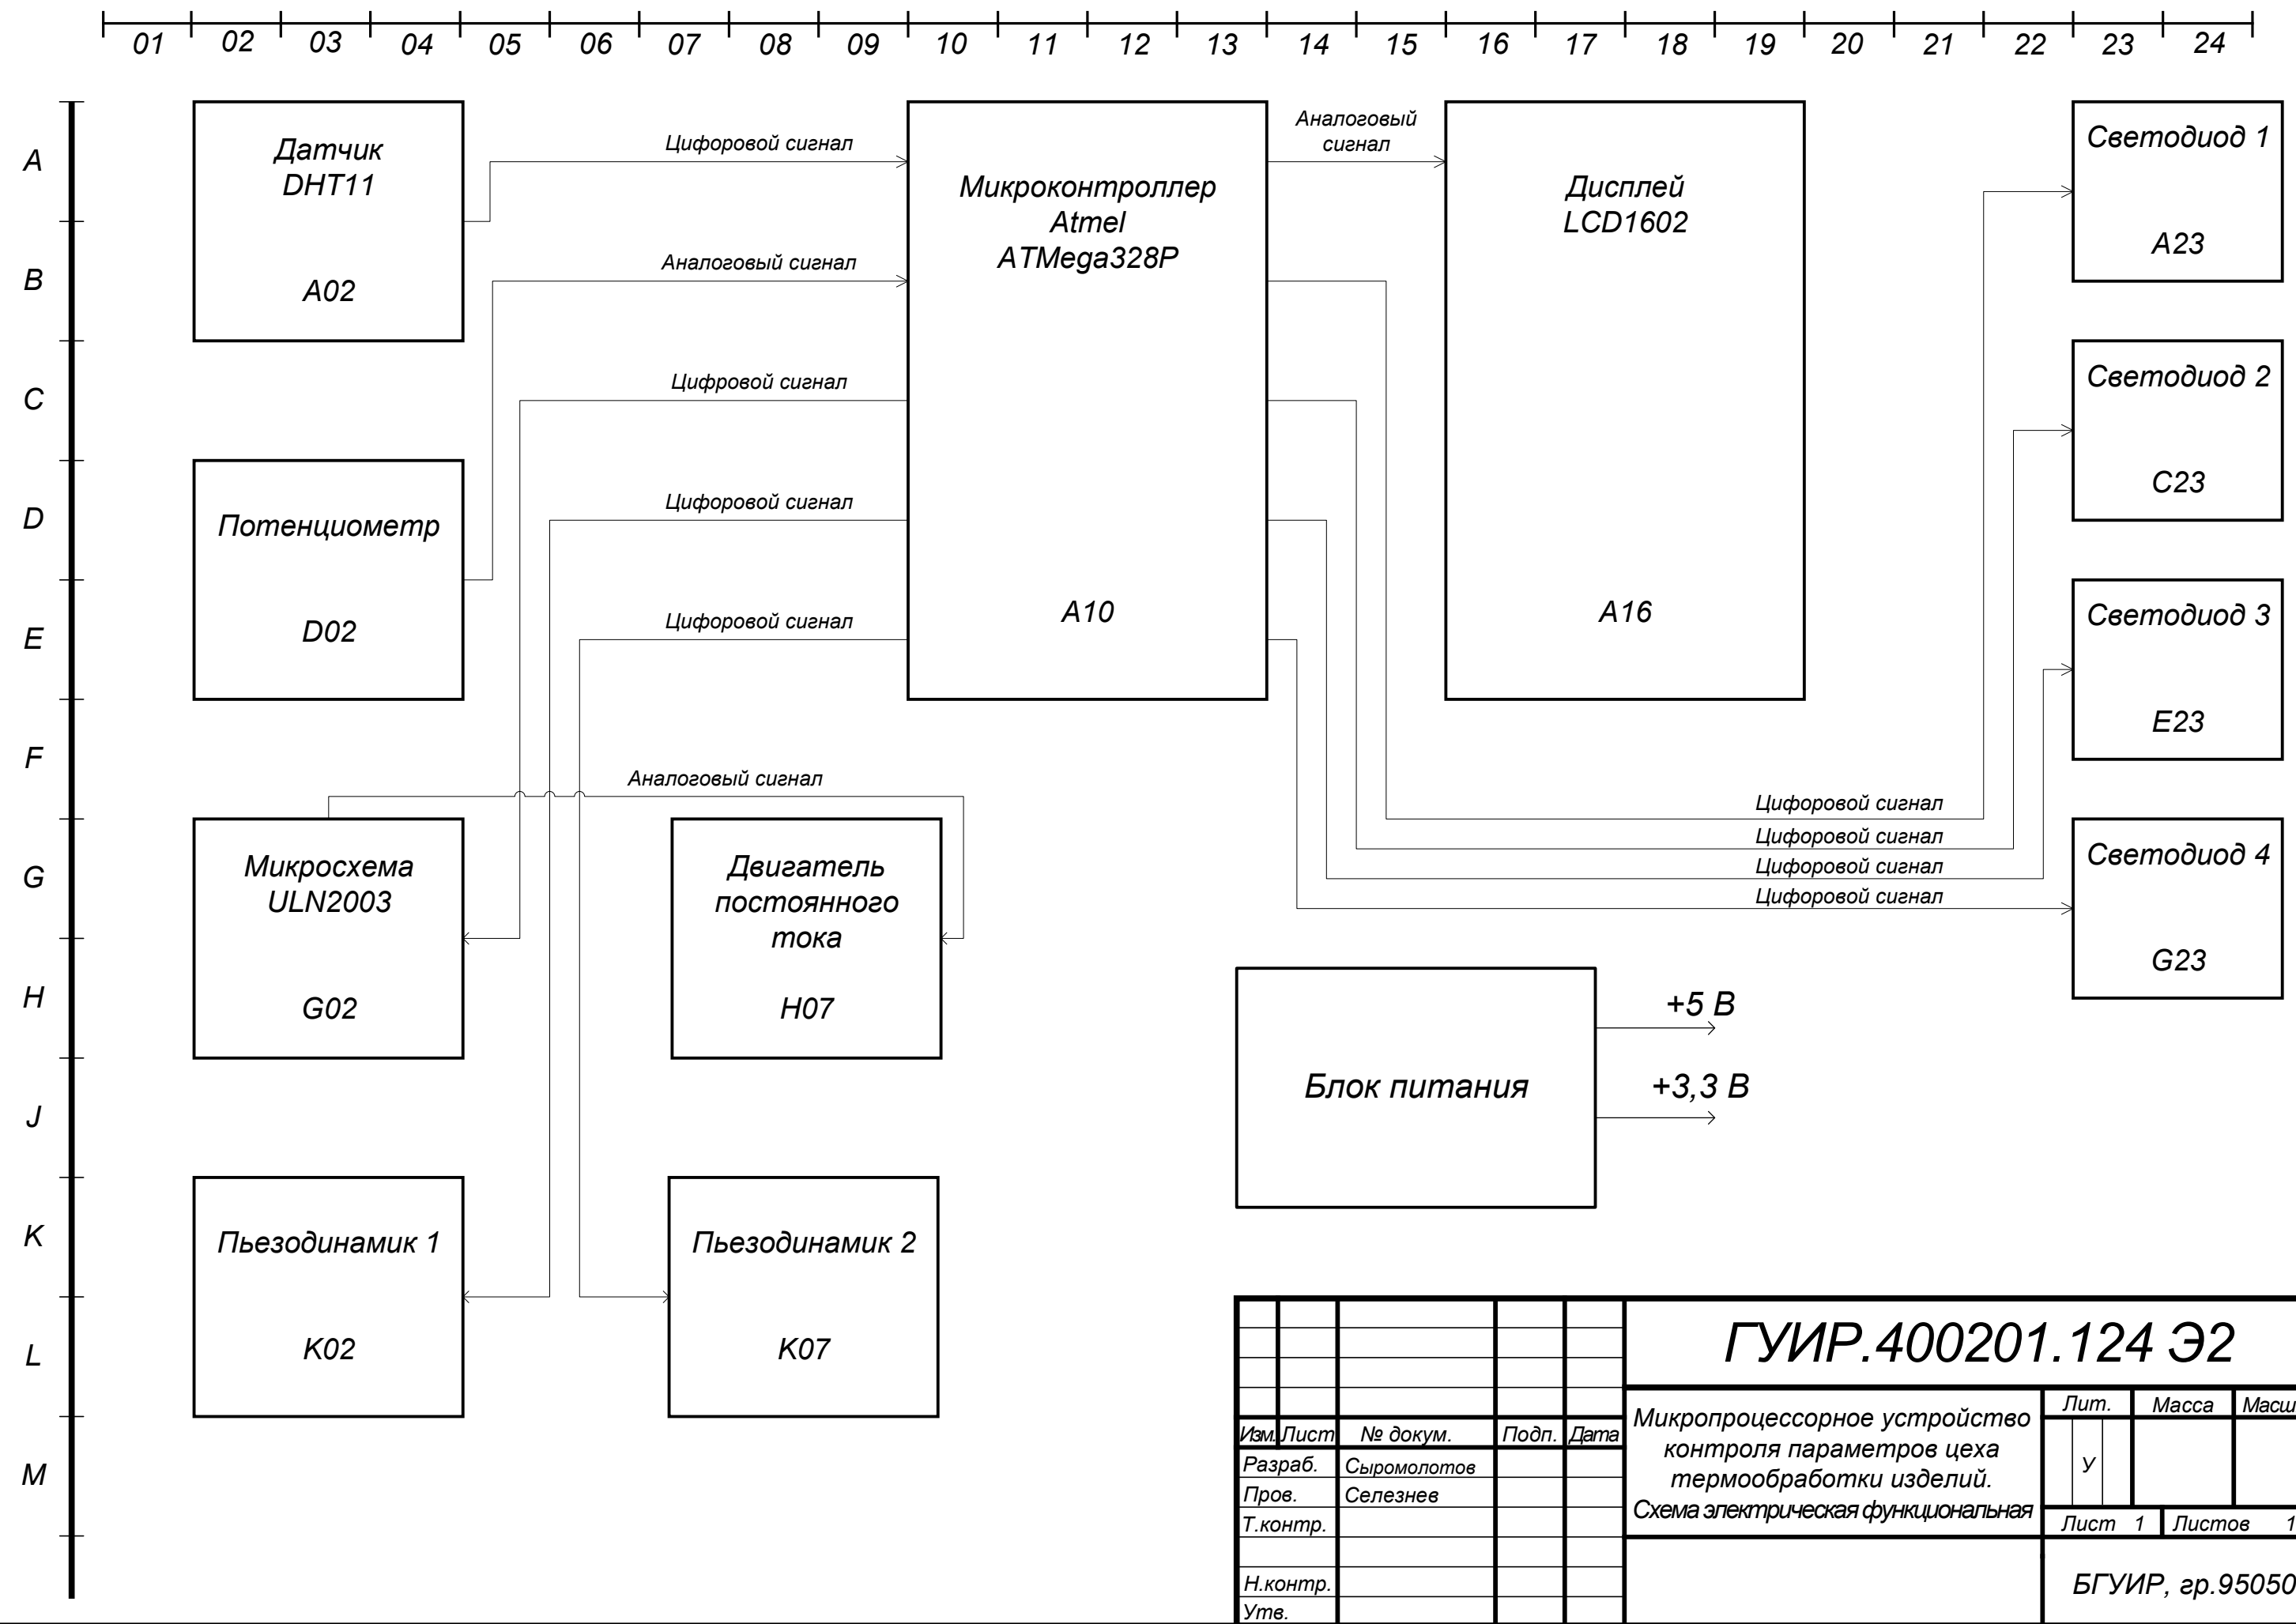 01 02 03 04 05 06 07 08 09 10 11 12 13 14 15 16 17 18 19 20 21 22 23 24
A
B
C
D
E
F
G
H
J
K
L
M
Датчик
DHT11
A02
Цифоровой сигнал
Аналоговый сигнал
Цифровой сигнал
Цифоровой сигнал
Цифоровой сигнал
Микроконтроллер
Atmel
ATMega328P
A10
Аналоговый
сигнал
Дисплей
LCD1602
A16
Светодиод 1
A23
Светодиод 2
C23
Светодиод 3
E23
Светодиод 4
G23
Потенциометр
D02
Аналоговый сигнал
Микросхема
ULN2003
G02
Двигатель
постоянного
тока
H07
Цифоровой сигнал
Цифоровой сигнал
Цифоровой сигнал
Цифоровой сигнал
Блок питания
+5 В
+3,3 В
Пьезодинамик 1
K02
Пьезодинамик 2
K07
ГУИР.400201.124 Э2
Изм. Лист № докум. Подп. Дата
Разраб. Сыромолотов
Пров. Селезнев
Т.контр.
Н.контр.
Утв.
Микропроцессорное устройство
контроля параметров цеха
термообработки изделий.
Схема электрическая функциональная
Лит. Масса Масш
У
Лист 1 Листов 1
БГУИР, гр.95050